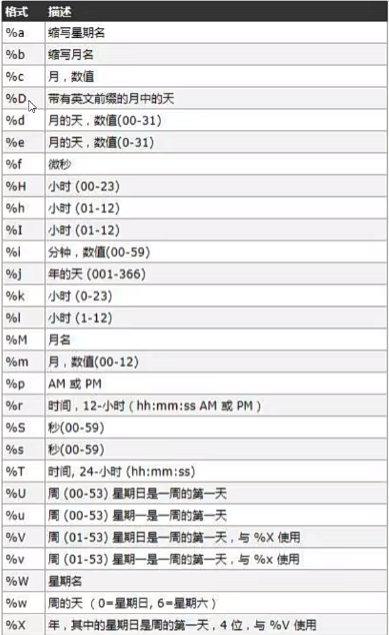 格式 描述
%a 缩写星期名
%b 缩写月名
%c 月，数值
%D 带有英文前缀的月中的天
%d 月的天，数值(00-31)
%e 月的天，数值(0-31)
%f 微秒
%H 小时 (00-23)
%h 小时 (01-12)
%I 小时 (01-12)
%i 分钟，数值(00-59)
%j 年的天 (001-366)
%k 小时 (0-23)
%l 小时 (1-12)
%M 月名
%m 月，数值(00-12)
%p AM 或 PM
%r 时间，12-小时（hh:mm:ss AM 或 PM）
%S 秒(00-59)
%s 秒(00-59)
%T 时间, 24-小时 (hh:mm:ss)
%U 周 (00-53) 星期日是一周的第一天
%u 周 (00-53) 星期一是一周的第一天
%V 周 (01-53) 星期日是一周的第一天，与 %X 使用
%v 周 (01-53) 星期一是一周的第一天，与 %x 使用
%W 星期名
%w 周的天 （0=星期日, 6=星期六）
%X 年，其中的星期日是周的第一天，4 位，与 %V 使用